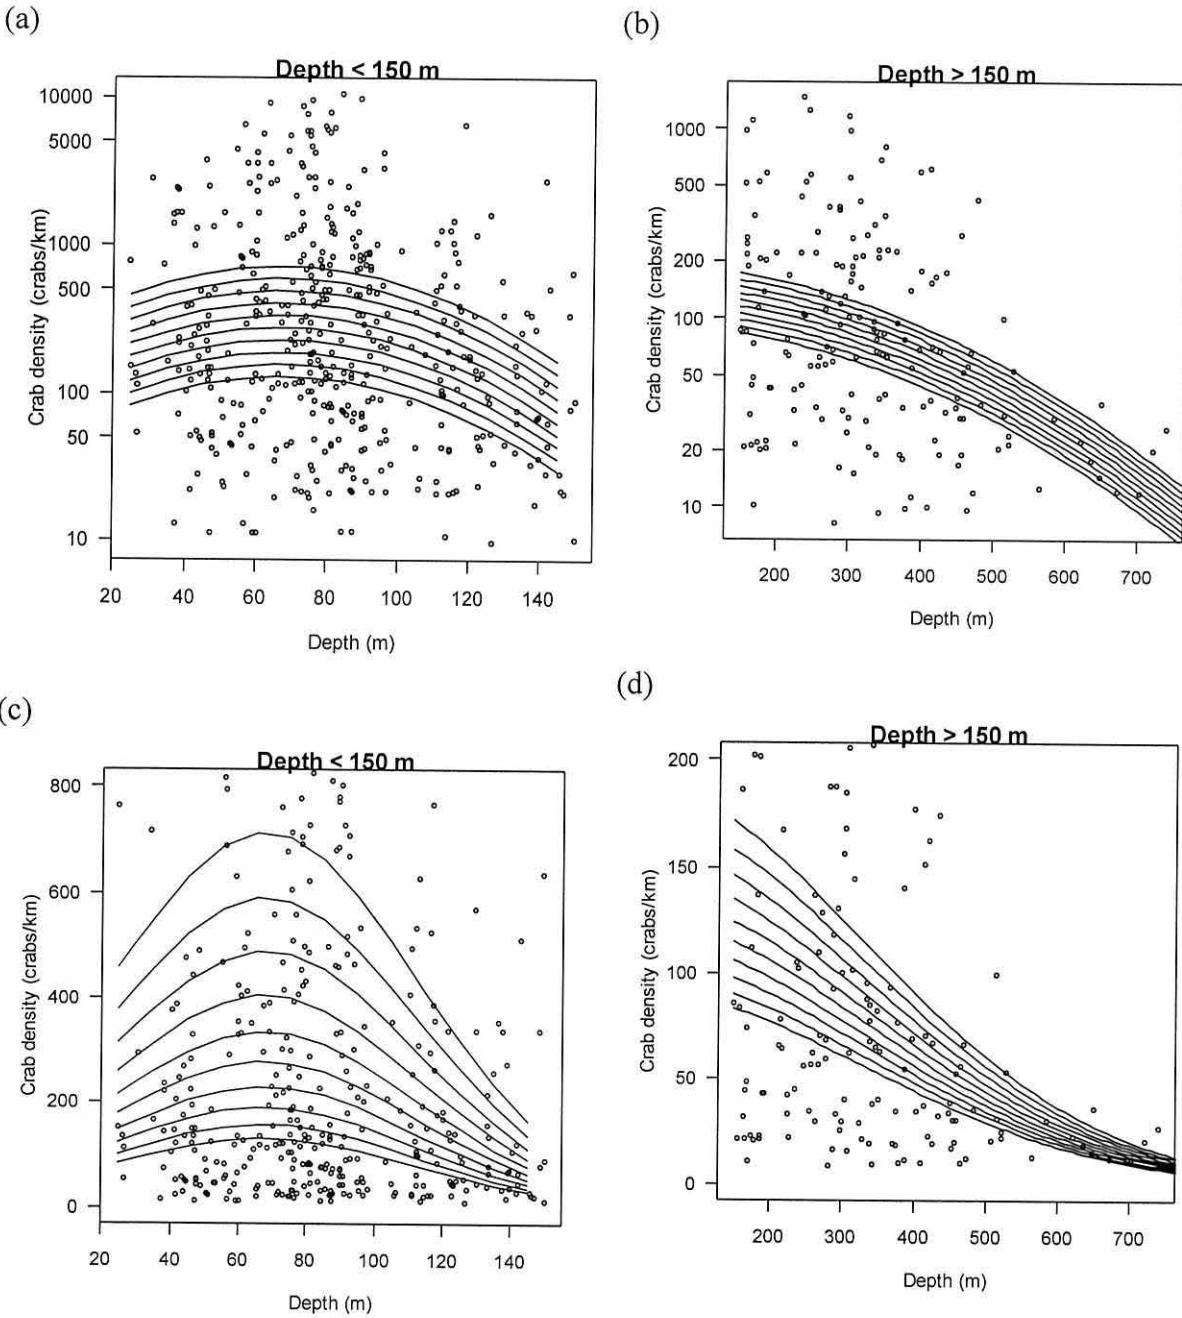 (a)
Depth < 150 m
10000
5000
1000
500
100
50
10
Crab density (crabs/km)
20 40 60 80 100 120 140
Depth (m)
(b)
Depth > 150 m
1000
500
200
100
50
20
10
Crab density (crabs/km)
200 300 400 500 600 700
Depth (m)
(c)
Depth < 150 m
800
600
400
200
0
Crab density (crabs/km)
20 40 60 80 100 120 140
Depth (m)
(d)
Depth > 150 m
200
150
100
50
0
Crab density (crabs/km)
200 300 400 500 600 700
Depth (m)